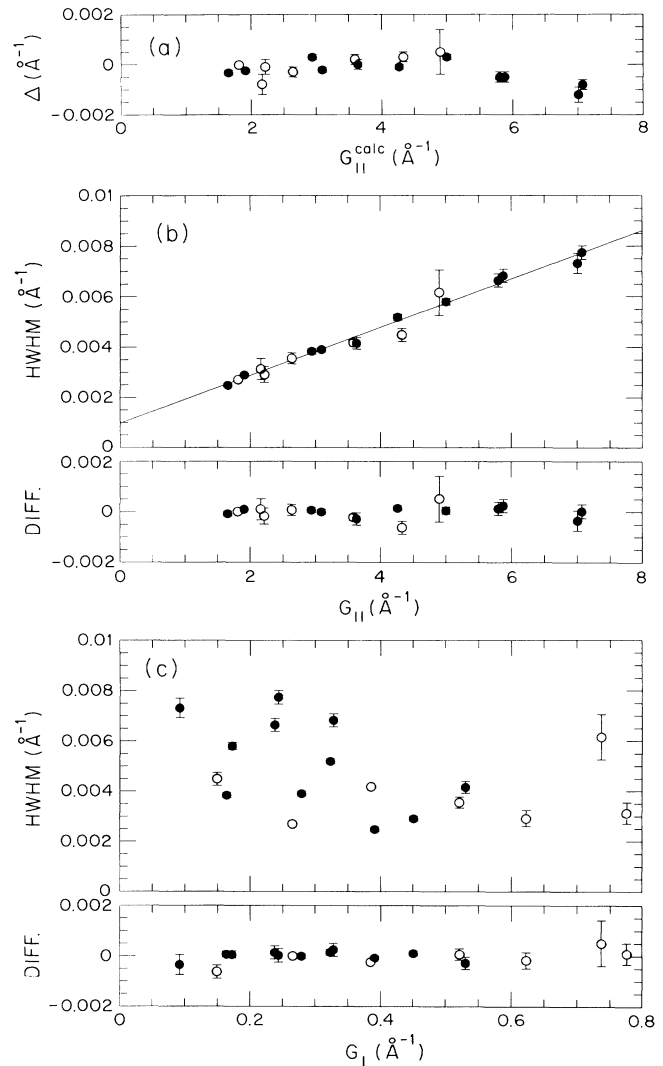 (a)
Δ (Å⁻¹)
0.002
0
-0.002
0 2 4 6 8
G||^calc (Å⁻¹)
(b)
HWHM (Å⁻¹)
0.01
0.008
0.006
0.004
0.002
0
DIFF.
0.002
0
-0.002
0 2 4 6 8
G|| (Å⁻¹)
(c)
HWHM (Å⁻¹)
0.01
0.008
0.006
0.004
0.002
0
DIFF.
0.002
0
-0.002
0 0.2 0.4 0.6 0.8
G⊥ (Å⁻¹)